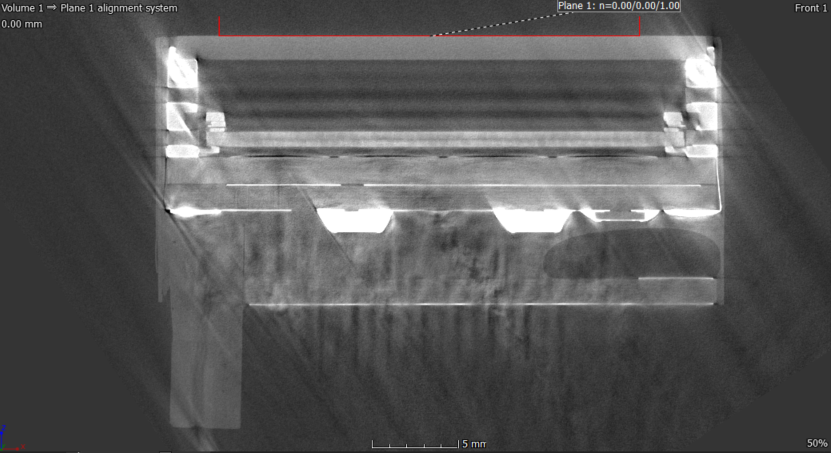 Volume 1 ⇒ Plane 1 alignment system
Plane 1: n=0.00/0.00/1.00
Front 1
0.00 mm
5 mm
50%